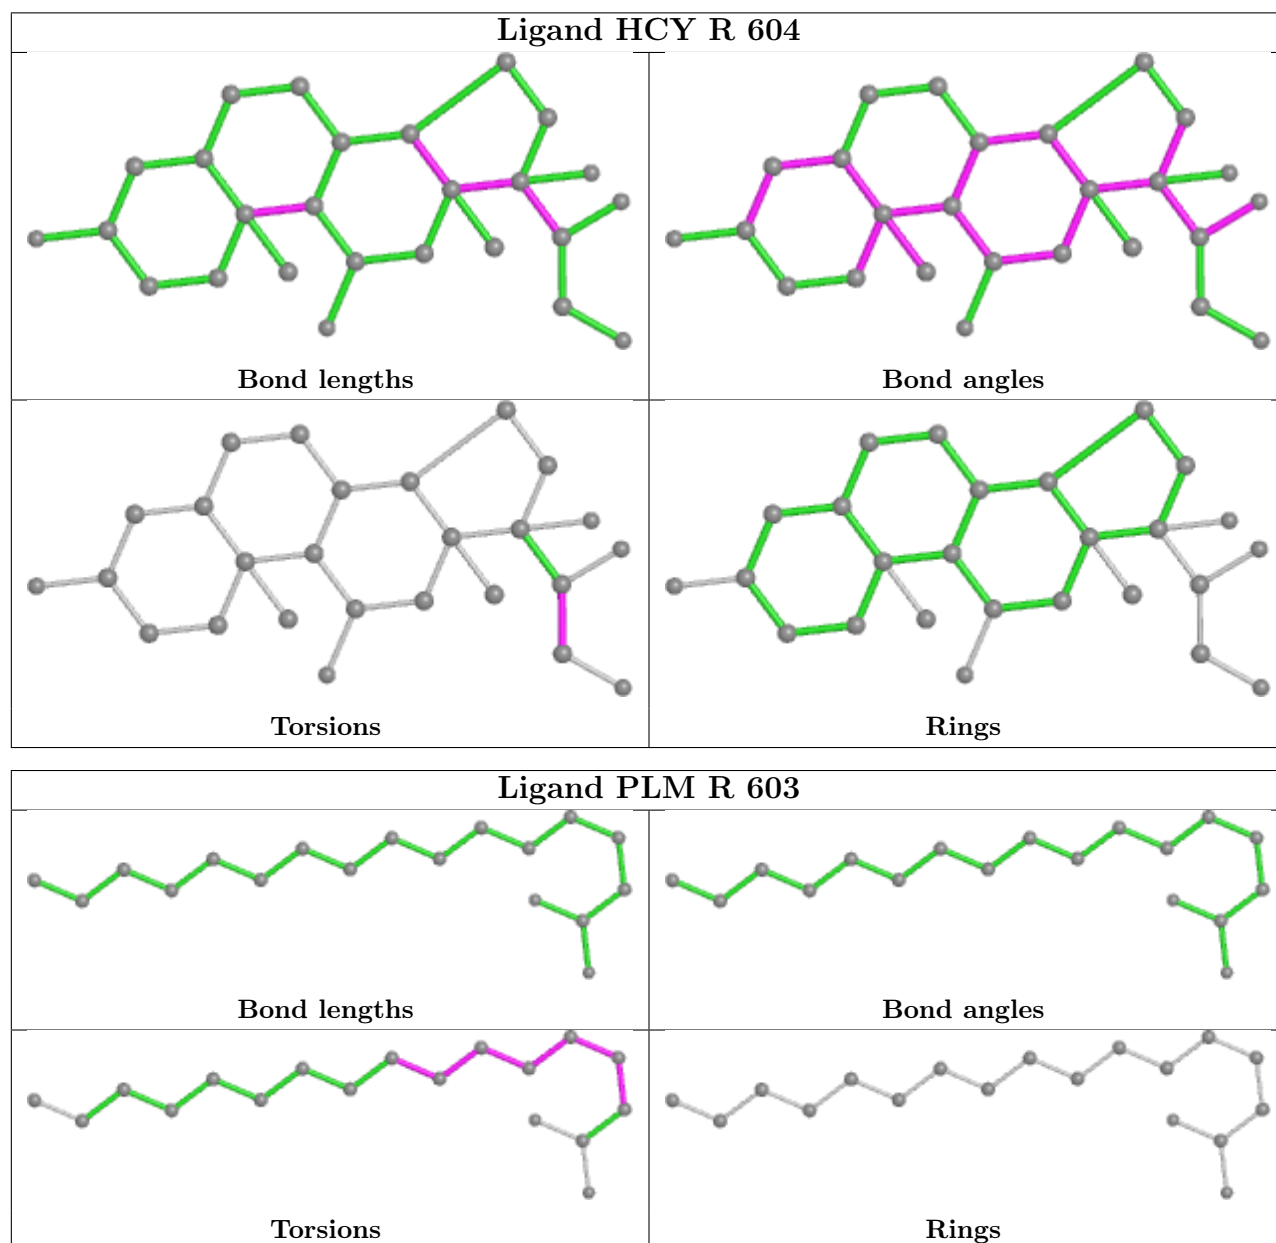 Ligand HCY R 604
Bond lengths
Bond angles
Torsions
Rings
Ligand PLM R 603
Bond lengths
Bond angles
Torsions
Rings